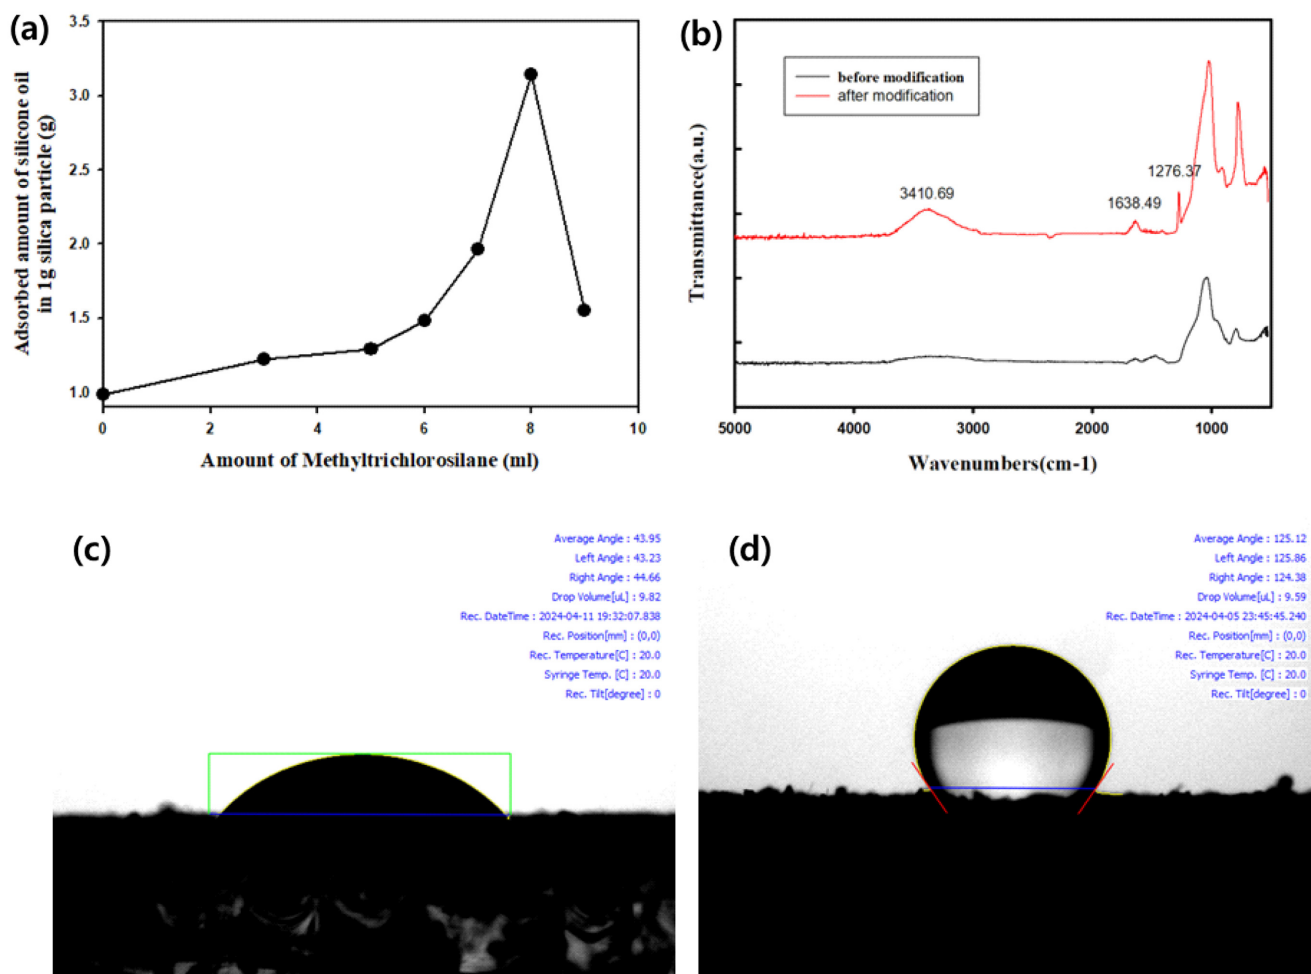 (a)
3.5
3.0
2.5
2.0
1.5
1.0
Adsorbed amount of silicone oil
in 1g silica particle (g)
0 2 4 6 8 10
Amount of Methyltrichlorosilane (ml)
(b)
before modification
after modification
3410.69
1638.49
1276.37
Transmittance(a.u.)
5000 4000 3000 2000 1000
Wavenumbers(cm-1)
(c)
Average Angle : 43.95
Left Angle : 43.23
Right Angle : 44.66
Drop Volume[uL] : 9.82
Rec. DateTime : 2024-04-11 19:32:07.838
Rec. Position[mm] : (0,0)
Rec. Temperature[C] : 20.0
Syringe Temp. [C] : 20.0
Rec. Tilt[degree] : 0
(d)
Average Angle : 125.12
Left Angle : 125.86
Right Angle : 124.38
Drop Volume[uL] : 9.59
Rec. DateTime : 2024-04-05 23:45:45.240
Rec. Position[mm] : (0,0)
Rec. Temperature[C] : 20.0
Syringe Temp. [C] : 20.0
Rec. Tilt[degree] : 0